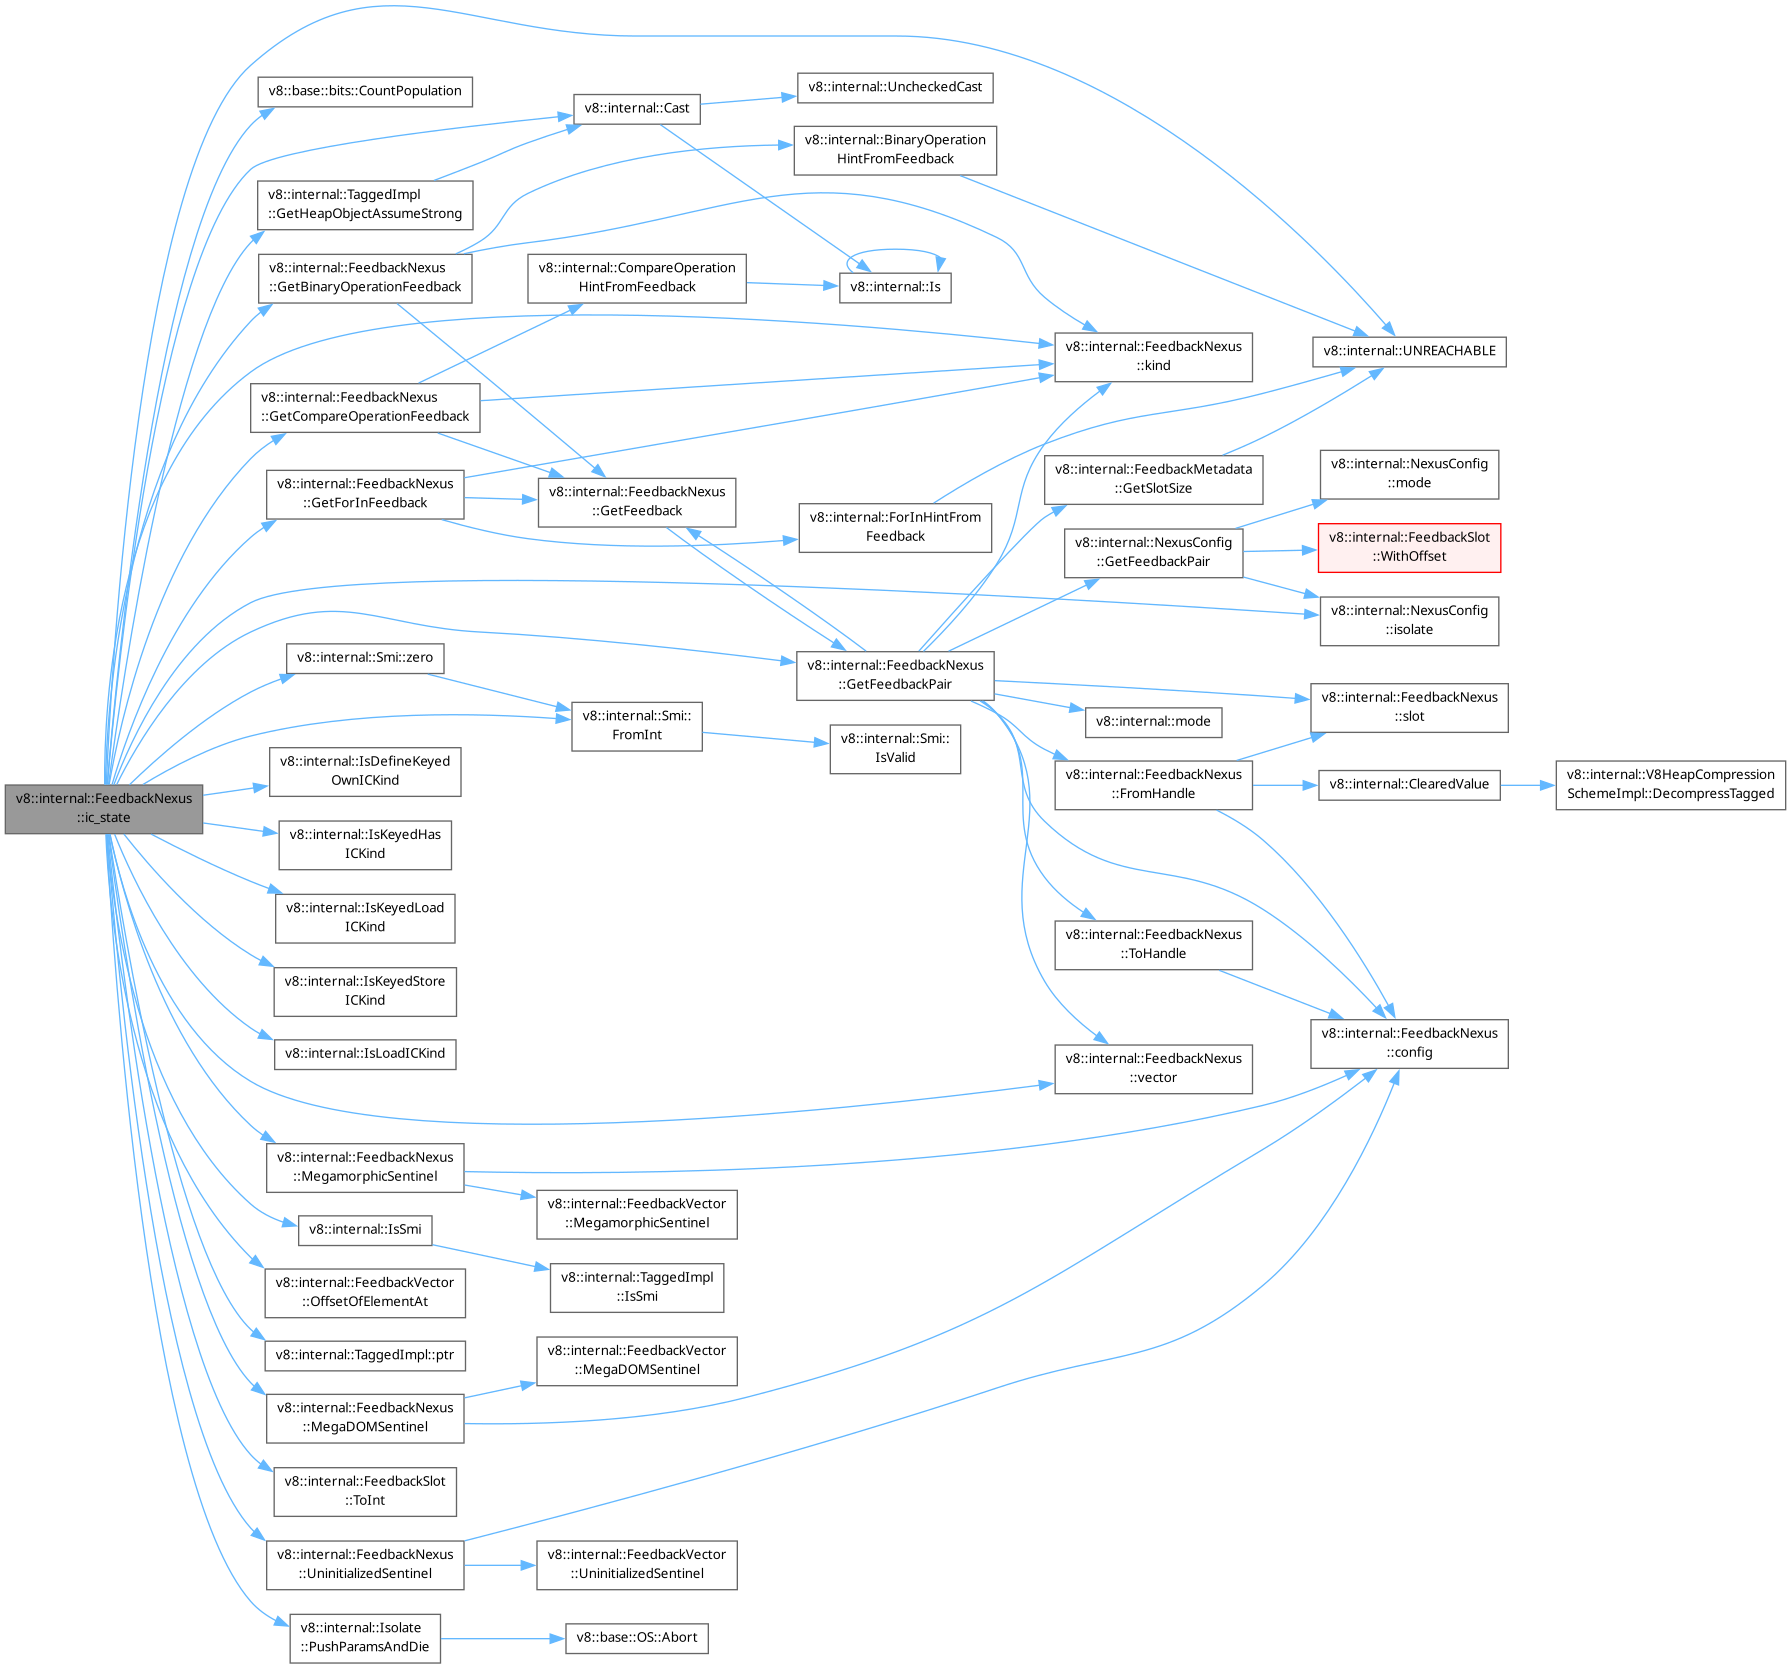 v8::internal::FeedbackNexus
::ic_state
v8::base::bits::CountPopulation
v8::internal::TaggedImpl
::GetHeapObjectAssumeStrong
v8::internal::FeedbackNexus
::GetBinaryOperationFeedback
v8::internal::FeedbackNexus
::GetCompareOperationFeedback
v8::internal::FeedbackNexus
::GetForInFeedback
v8::internal::Smi::zero
v8::internal::IsDefineKeyed
OwnICKind
v8::internal::IsKeyedHas
ICKind
v8::internal::IsKeyedLoad
ICKind
v8::internal::IsKeyedStore
ICKind
v8::internal::IsLoadICKind
v8::internal::FeedbackNexus
::MegamorphicSentinel
v8::internal::IsSmi
v8::internal::FeedbackVector
::OffsetOfElementAt
v8::internal::TaggedImpl::ptr
v8::internal::FeedbackNexus
::MegaDOMSentinel
v8::internal::FeedbackSlot
::ToInt
v8::internal::FeedbackNexus
::UninitializedSentinel
v8::internal::Isolate
::PushParamsAndDie
v8::internal::Cast
v8::internal::CompareOperation
HintFromFeedback
v8::internal::FeedbackNexus
::GetFeedback
v8::internal::Smi::
FromInt
v8::internal::FeedbackVector
::MegamorphicSentinel
v8::internal::TaggedImpl
::IsSmi
v8::internal::FeedbackVector
::MegaDOMSentinel
v8::internal::FeedbackVector
::UninitializedSentinel
v8::base::OS::Abort
v8::internal::UncheckedCast
v8::internal::BinaryOperation
HintFromFeedback
v8::internal::Is
v8::internal::ForInHintFrom
Feedback
v8::internal::FeedbackNexus
::GetFeedbackPair
v8::internal::Smi::
IsValid
v8::internal::FeedbackNexus
::kind
v8::internal::FeedbackMetadata
::GetSlotSize
v8::internal::NexusConfig
::GetFeedbackPair
v8::internal::mode
v8::internal::FeedbackNexus
::FromHandle
v8::internal::FeedbackNexus
::ToHandle
v8::internal::FeedbackNexus
::vector
v8::internal::UNREACHABLE
v8::internal::NexusConfig
::mode
v8::internal::FeedbackSlot
::WithOffset
v8::internal::NexusConfig
::isolate
v8::internal::FeedbackNexus
::slot
v8::internal::ClearedValue
v8::internal::FeedbackNexus
::config
v8::internal::V8HeapCompression
SchemeImpl::DecompressTagged